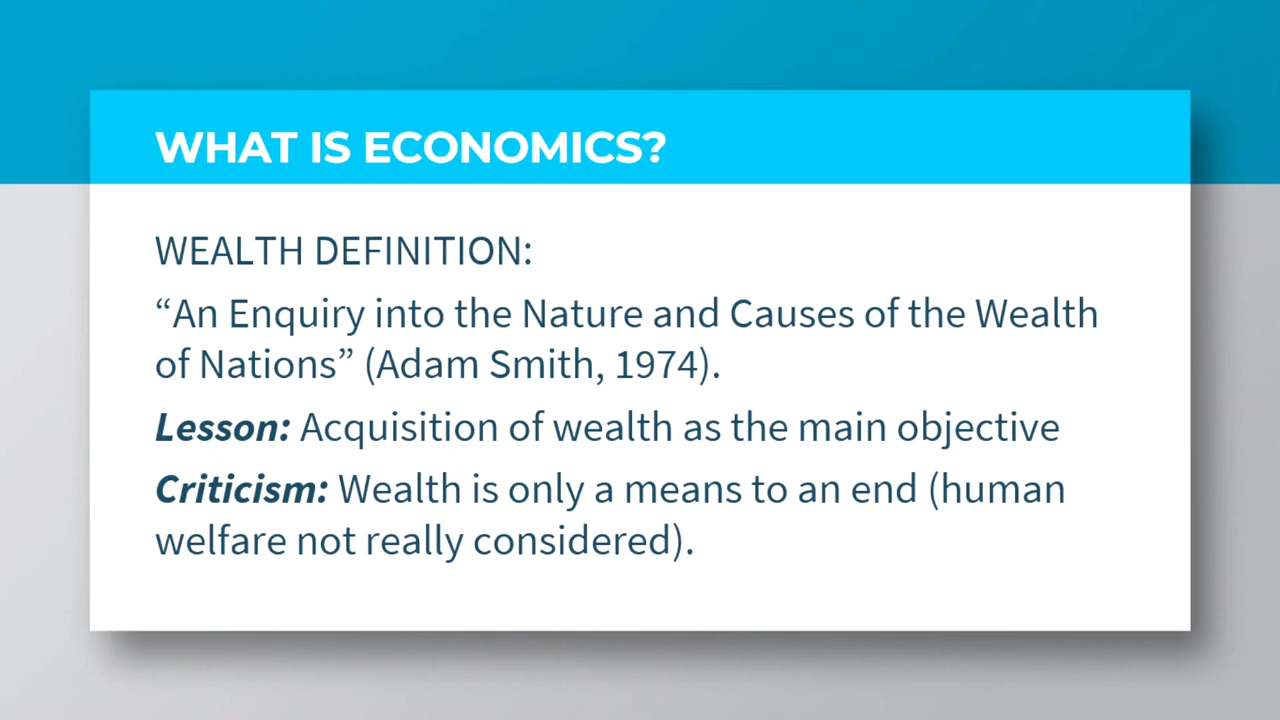 WHAT IS ECONOMICS?
WEALTH DEFINITION:
“An Enquiry into the Nature and Causes of the Wealth
of Nations” (Adam Smith, 1974).
Lesson: Acquisition of wealth as the main objective
Criticism: Wealth is only a means to an end (human
welfare not really considered).